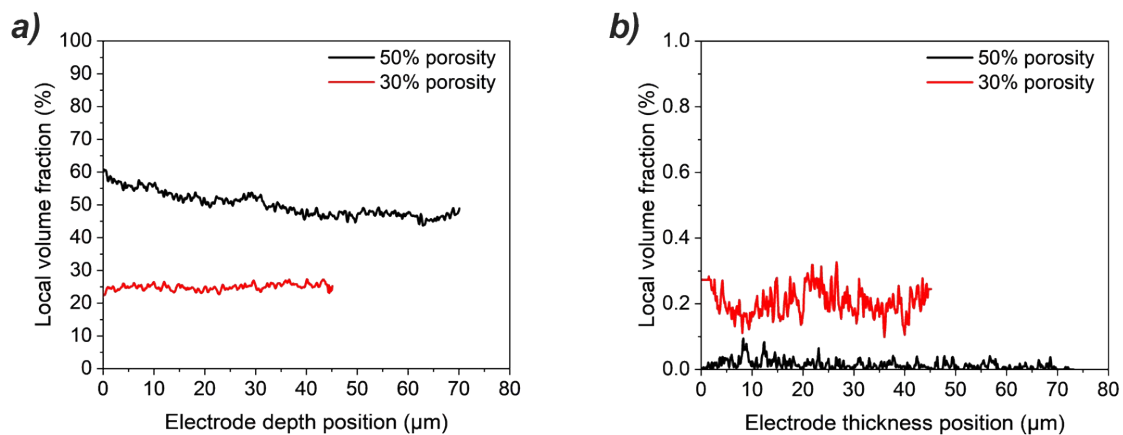 a)
Local volume fraction (%)
100
90
80
70
60
50
40
30
20
10
0
50% porosity
30% porosity
0 10 20 30 40 50 60 70 80
Electrode depth position (µm)
b)
Local volume fraction (%)
1.0
0.8
0.6
0.4
0.2
0.0
50% porosity
30% porosity
0 10 20 30 40 50 60 70 80
Electrode thickness position (µm)